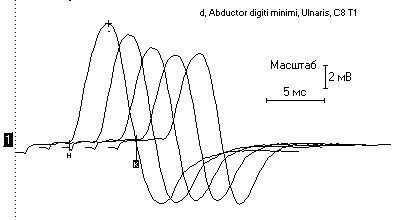 d, Abductor digiti minimi, Ulnaris, C8 T1
Масштаб
2 мВ
5 мс
1
н
к